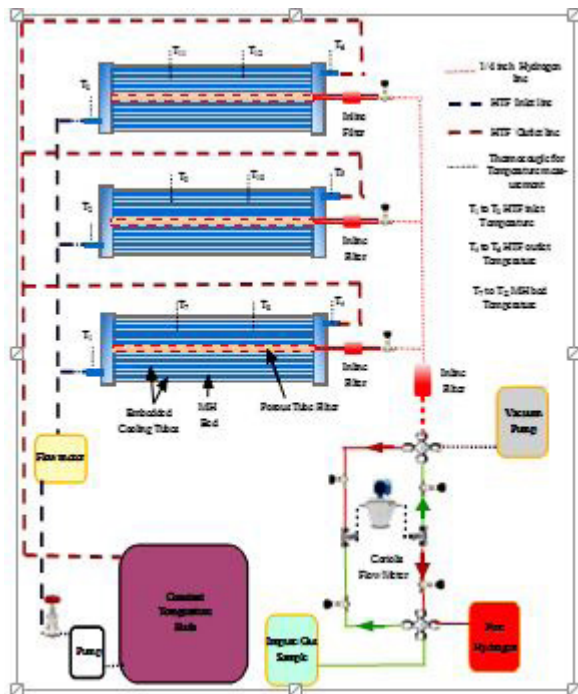 T11
T12
T6
T3
1/4 inch Hydrogen
line
HTF Inlet line
HTF Outlet line
Thermocouple for
Temperature meas-
urement
T1 to T3 HTF inlet
Temperature
T4 to T6 HTF outlet
Temperature
T7 to T12 MH bed
Temperature
Inline
Filter
T9
T10
T5
T2
Inline
Filter
T7
T8
T4
T1
Inline
Filter
Embedded
Cooling Tubes
MH
Bed
Porous Tube Filter
Inline
Filter
Vacuum
Pump
Flow meter
Coriolis
Flow Meter
Constant
Temperature
Bath
Pump
Impure Gas
Sample
Pure
Hydrogen